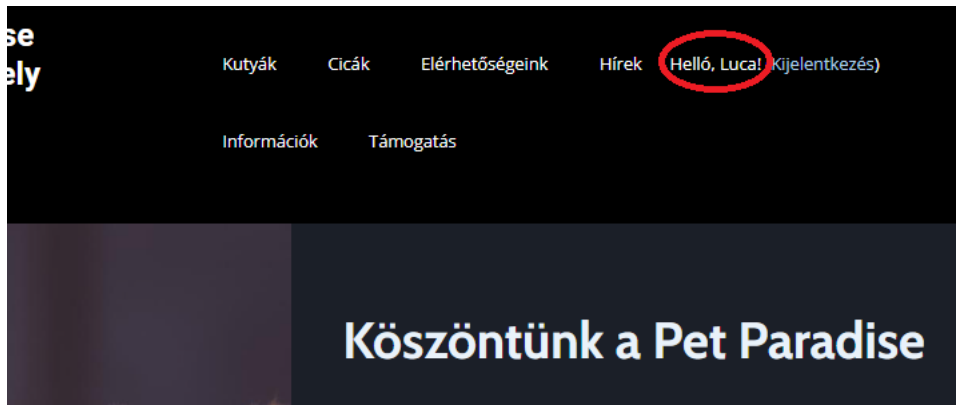 se
ely
Kutyák Cicák Elérhetőségeink Hírek Helló, Luca! Kijelentkezés)
Információk Támogatás
Köszöntünk a Pet Paradise